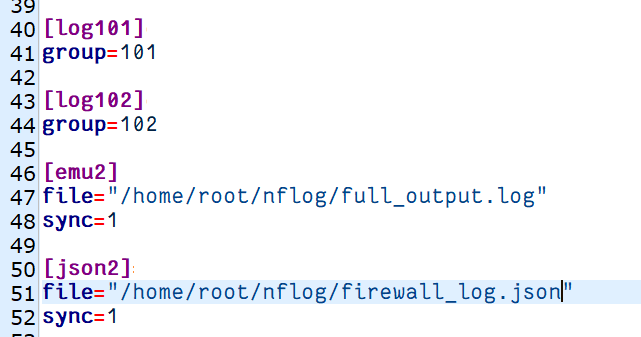 39
40 [log101]
41 group=101
42
43 [log102]
44 group=102
45
46 [emu2]
47 file="/home/root/nflog/full_output.log"
48 sync=1
49
50 [json2]
51 file="/home/root/nflog/firewall_log.json"
52 sync=1